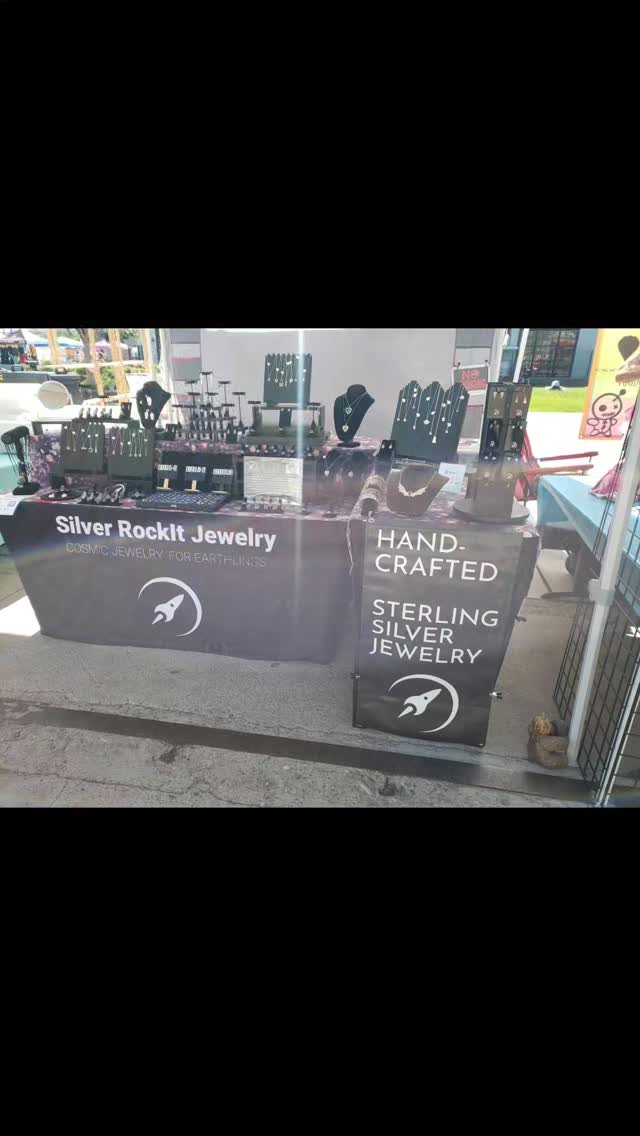 Silver RockIt Jewelry
COSMIC JEWELRY FOR EARTHLINGS
HAND-
CRAFTED
STERLING
SILVER
JEWELRY